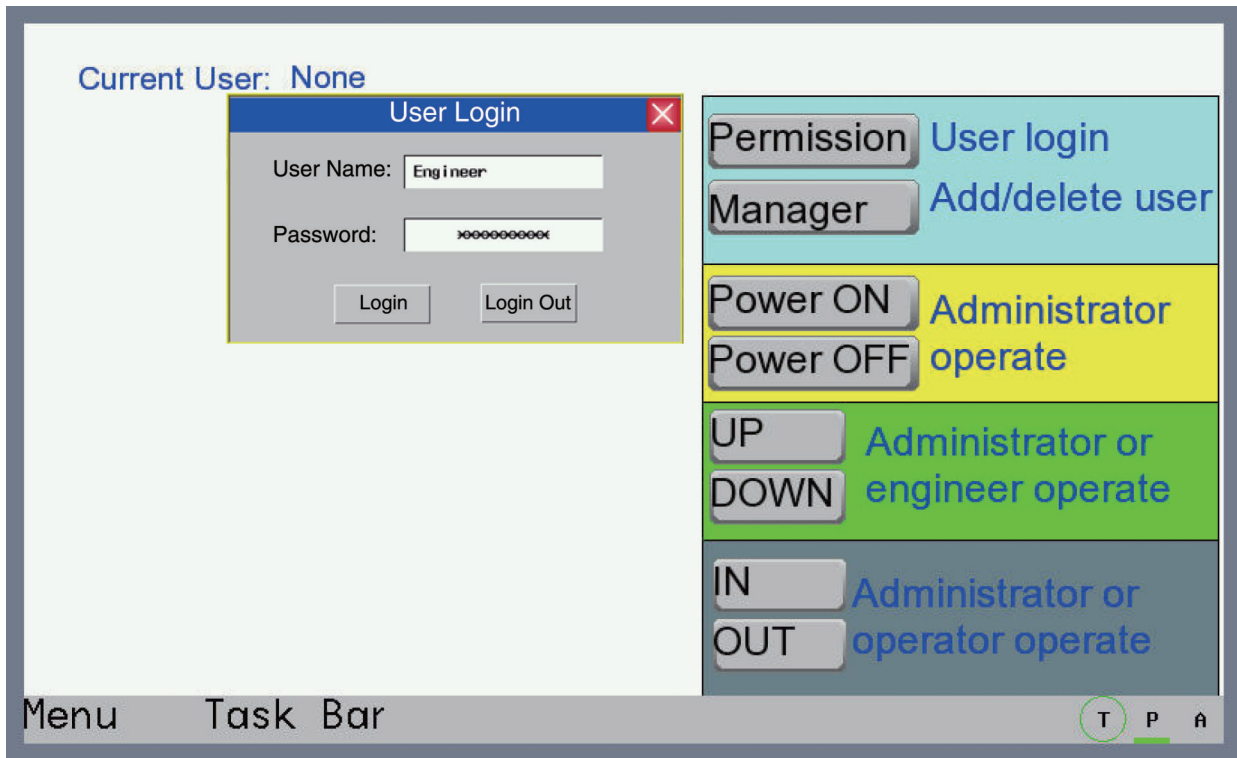 Current User: None
User Login
User Name: Engineer
Password: **********
Login Login Out
Permission User login
Manager Add/delete user
Power ON Administrator
Power OFF operate
UP Administrator or
DOWN engineer operate
IN Administrator or
OUT operator operate
Menu Task Bar T P A